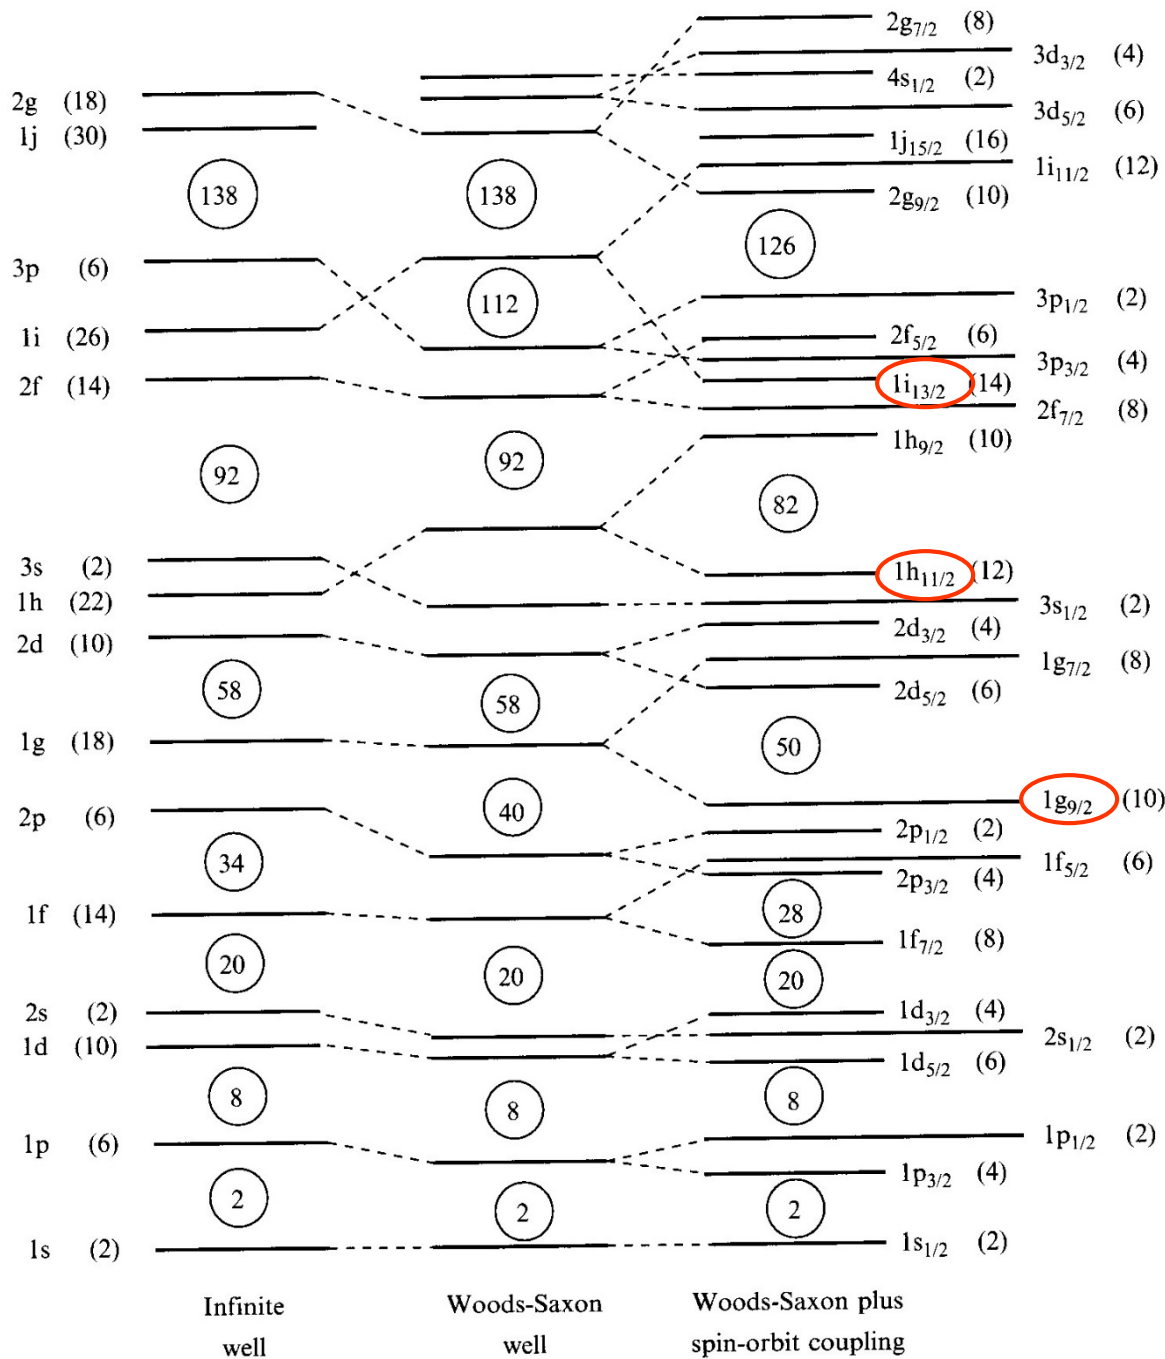 2g7/2 (8)
3d3/2 (4)
4s1/2 (2)
2g (18)
3d5/2 (6)
1j (30)
1j15/2 (16)
1i11/2 (12)
138
138
2g9/2 (10)
126
3p (6)
112
3p1/2 (2)
1i (26)
2f5/2 (6)
3p3/2 (4)
2f (14)
1i13/2 (14)
2f7/2 (8)
1h9/2 (10)
92
92
82
3s (2)
1h11/2 (12)
1h (22)
3s1/2 (2)
2d3/2 (4)
2d (10)
1g7/2 (8)
58
58
2d5/2 (6)
1g (18)
50
2p (6)
40
1g9/2 (10)
2p1/2 (2)
34
1f5/2 (6)
2p3/2 (4)
1f (14)
28
1f7/2 (8)
20
20
20
2s (2)
1d3/2 (4)
2s1/2 (2)
1d (10)
1d5/2 (6)
8
8
8
1p (6)
1p1/2 (2)
1p3/2 (4)
2
2
2
1s (2)
1s1/2 (2)
Infinite
well
Woods-Saxon
well
Woods-Saxon plus
spin-orbit coupling